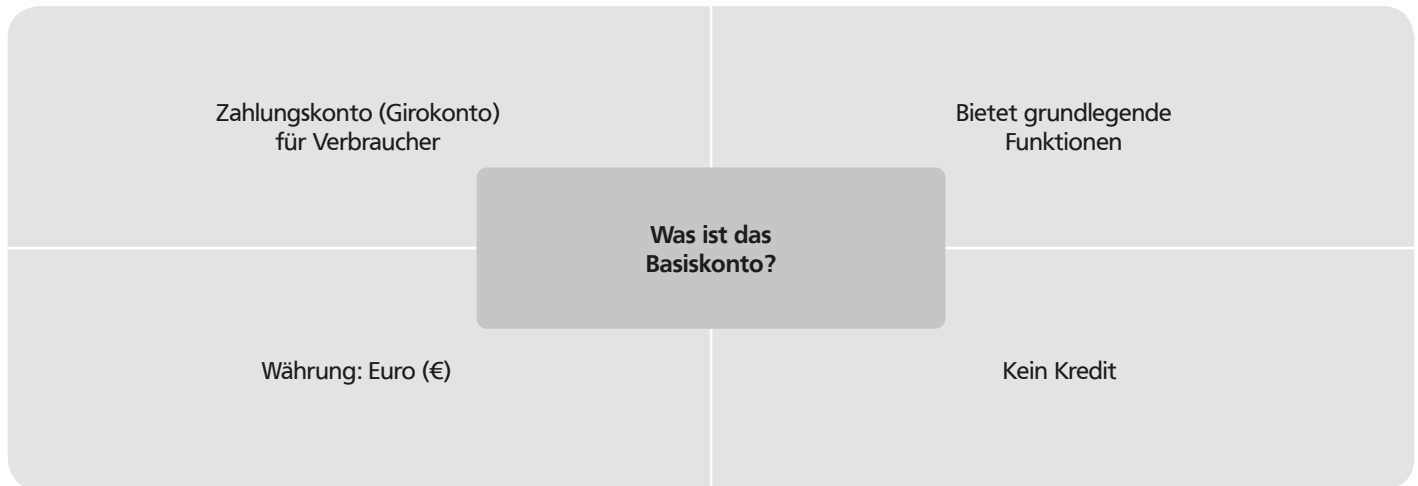 Zahlungskonto (Girokonto)
für Verbraucher
Bietet grundlegende
Funktionen
Was ist das
Basiskonto?
Währung: Euro (€)
Kein Kredit